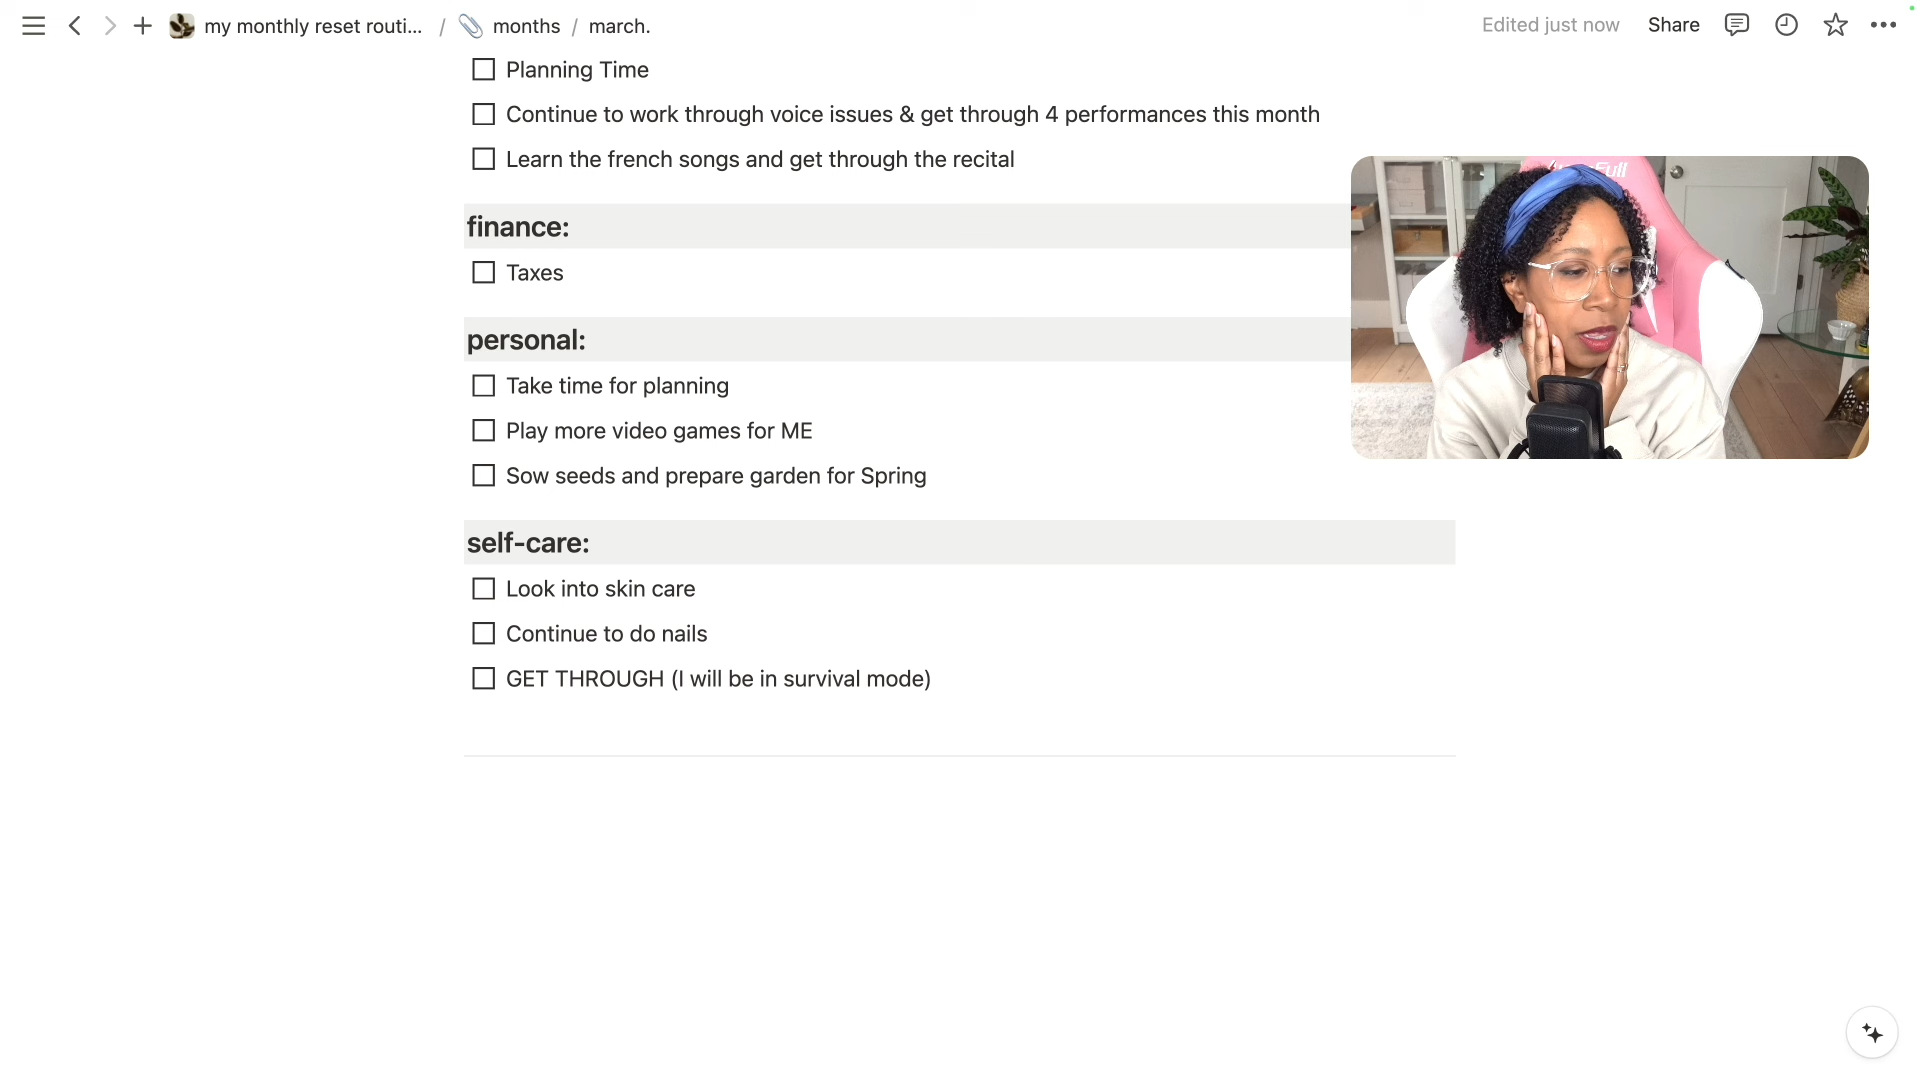 my monthly reset routi... / months / march.
Edited just now Share
Planning Time
Continue to work through voice issues & get through 4 performances this month
Learn the french songs and get through the recital
finance:
Taxes
personal:
Take time for planning
Play more video games for ME
Sow seeds and prepare garden for Spring
self-care:
Look into skin care
Continue to do nails
GET THROUGH (I will be in survival mode)